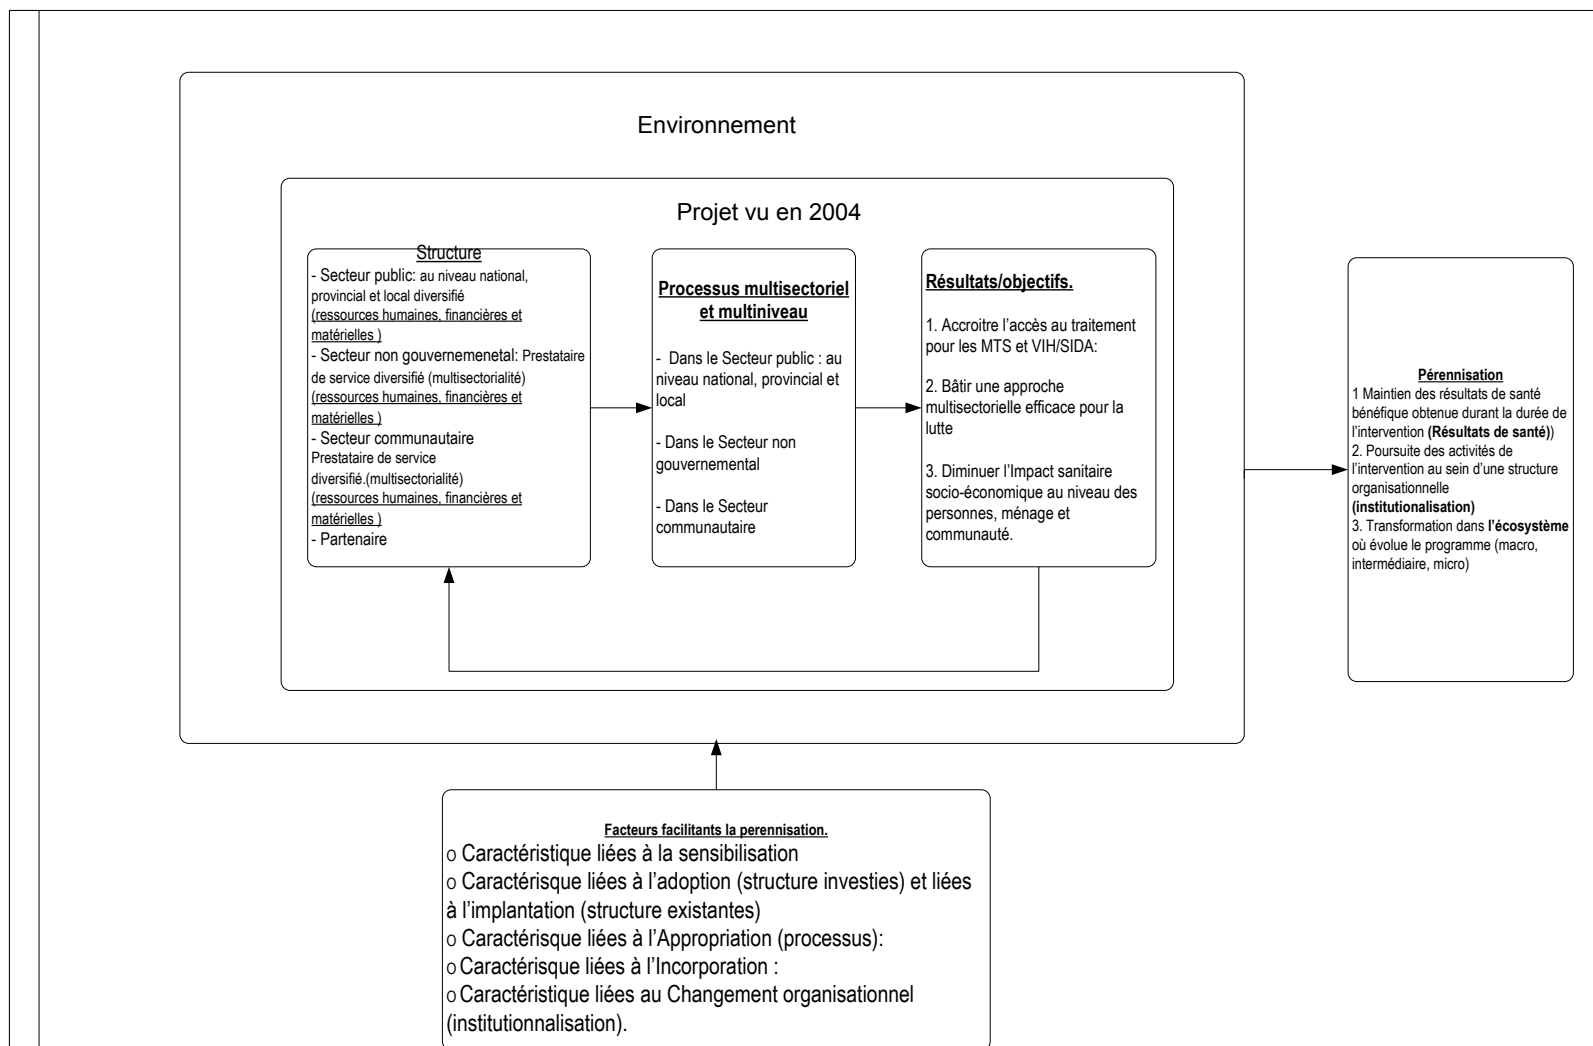 Environnement
Projet vu en 2004
Structure
- Secteur public: au niveau national,
provincial et local diversifié
(ressources humaines, financières et
matérielles )
- Secteur non gouvernemenetal: Prestataire
de service diversifié (multisectorialité)
(ressources humaines, financières et
matérielles )
- Secteur communautaire
Prestataire de service
diversifié.(multisectorialité)
(ressources humaines, financières et
matérielles )
- Partenaire
Processus multisectoriel
et multiniveau
- Dans le Secteur public : au
niveau national, provincial et
local
- Dans le Secteur non
gouvernemental
- Dans le Secteur
communautaire
Résultats/objectifs.
1. Accroitre l’accès au traitement
pour les MTS et VIH/SIDA:
2. Bâtir une approche
multisectorielle efficace pour la
lutte
3. Diminuer l’Impact sanitaire
socio-économique au niveau des
personnes, ménage et
communauté.
Pérennisation
1 Maintien des résultats de santé
bénéfique obtenue durant la durée de
l’intervention (Résultats de santé))
2. Poursuite des activités de
l’intervention au sein d’une structure
organisationnelle
(institutionalisation)
3. Transformation dans l’écosystème
où évolue le programme (macro,
intermédiaire, micro)
Facteurs facilitants la perennisation.
o Caractéristique liées à la sensibilisation
o Caractérisque liées à l’adoption (structure investies) et liées
à l’implantation (structure existantes)
o Caractérisque liées à l’Appropriation (processus):
o Caractérisque liées à l’Incorporation :
o Caractéristique liées au Changement organisationnel
(institutionnalisation).